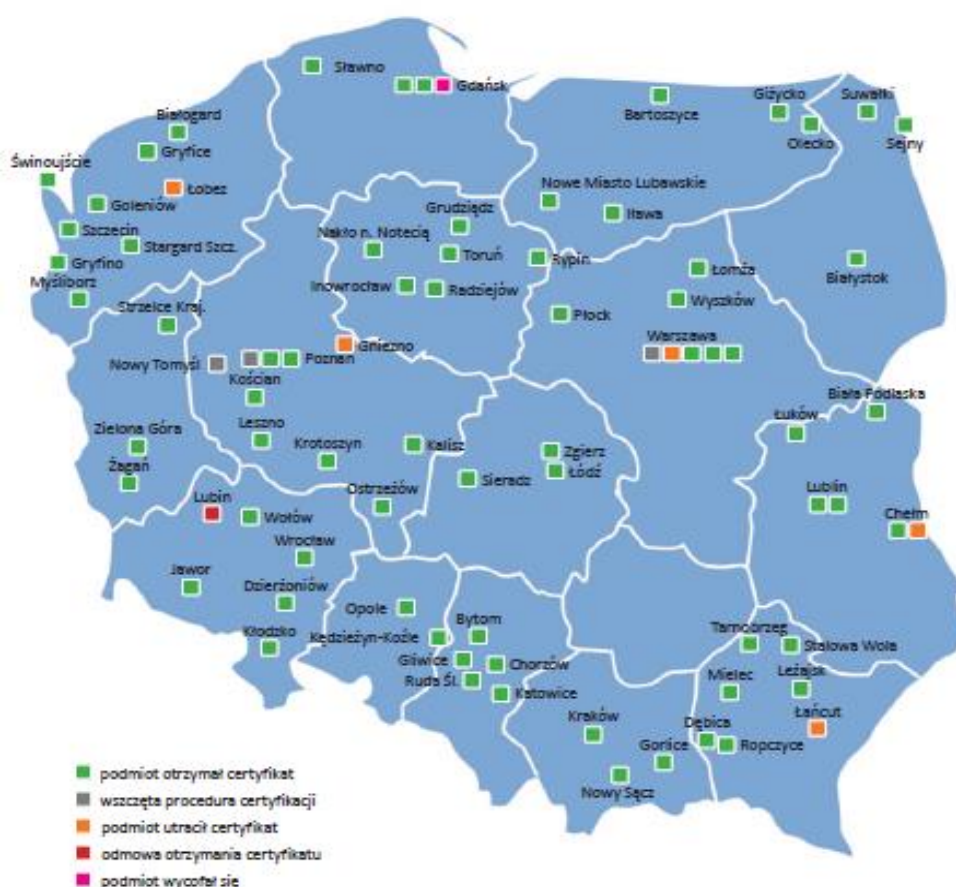 Sławno
Gdańsk
Bartoszyce
Giżycko
Suwałki
Olecko
Sejny
Białogard
Gryfice
Świnoujście
Łobez
Goleniów
Szczecin
Stargard Szcz.
Gryfino
Myślibórz
Nowe Miasto Lubawskie
Iława
Grudziądz
Nakło n. Notecią
Toruń
Rypin
Inowrocław
Radziejów
Łomża
Wyszków
Białystok
Płock
Strzelce Kraj.
Gniezno
Warszawa
Nowy Tomyśl
Poznan
Kościan
Biała Podlaska
Łuków
Leszno
Krotoszyn
Kalisz
Zgierz
Łódź
Zielona Góra
Żagań
Sieradz
Lubin
Wołów
Ostrzeżów
Lublin
Chełm
Wrocław
Jawor
Dzierżoniów
Kłodzko
Opole
Kędzieżyn-Koźle
Bytom
Gliwice
Chorzów
Ruda Śl.
Katowice
Tarnobrzeg
Stalowa Wola
Mielec
Leżajsk
Łańcut
Kraków
Dębica
Ropczyce
Gorlice
Nowy Sącz
podmiot otrzymał certyfikat
wszczęta procedura certyfikacji
podmiot utracił certyfikat
odmowa otrzymania certyfikatu
podmiot wycofał się